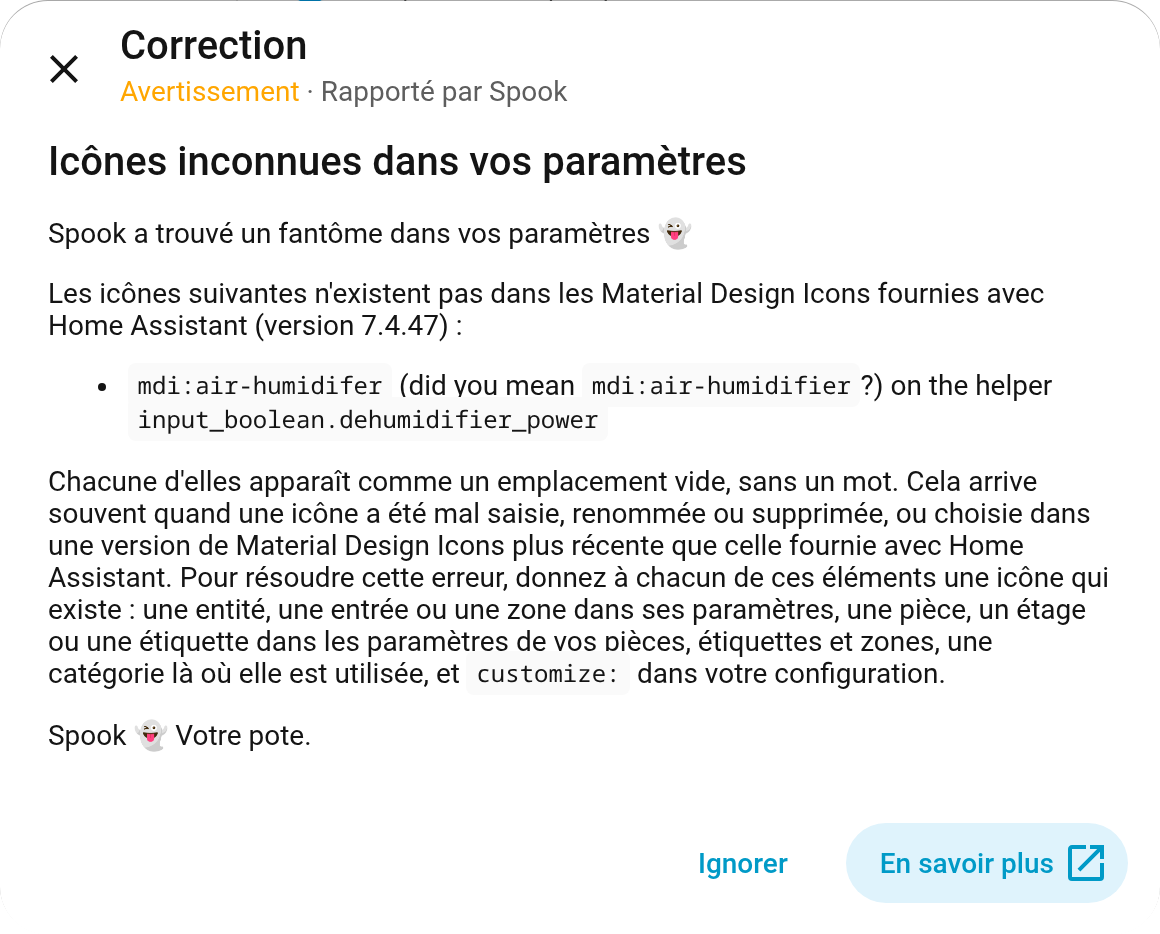 Correction
Avertissement · Rapporté par Spook
Icônes inconnues dans vos paramètres
Spook a trouvé un fantôme dans vos paramètres 👻
Les icônes suivantes n'existent pas dans les Material Design Icons fournies avec
Home Assistant (version 7.4.47) :
• mdi:air-humidifer (did you mean mdi:air-humidifier?) on the helper
input_boolean.dehumidifier_power
Chacune d'elles apparaît comme un emplacement vide, sans un mot. Cela arrive
souvent quand une icône a été mal saisie, renommée ou supprimée, ou choisie dans
une version de Material Design Icons plus récente que celle fournie avec Home
Assistant. Pour résoudre cette erreur, donnez à chacun de ces éléments une icône qui
existe : une entité, une entrée ou une zone dans ses paramètres, une pièce, un étage
ou une étiquette dans les paramètres de vos pièces, étiquettes et zones, une
catégorie là où elle est utilisée, et customize: dans votre configuration.
Spook 👻 Votre pote.
Ignorer
En savoir plus